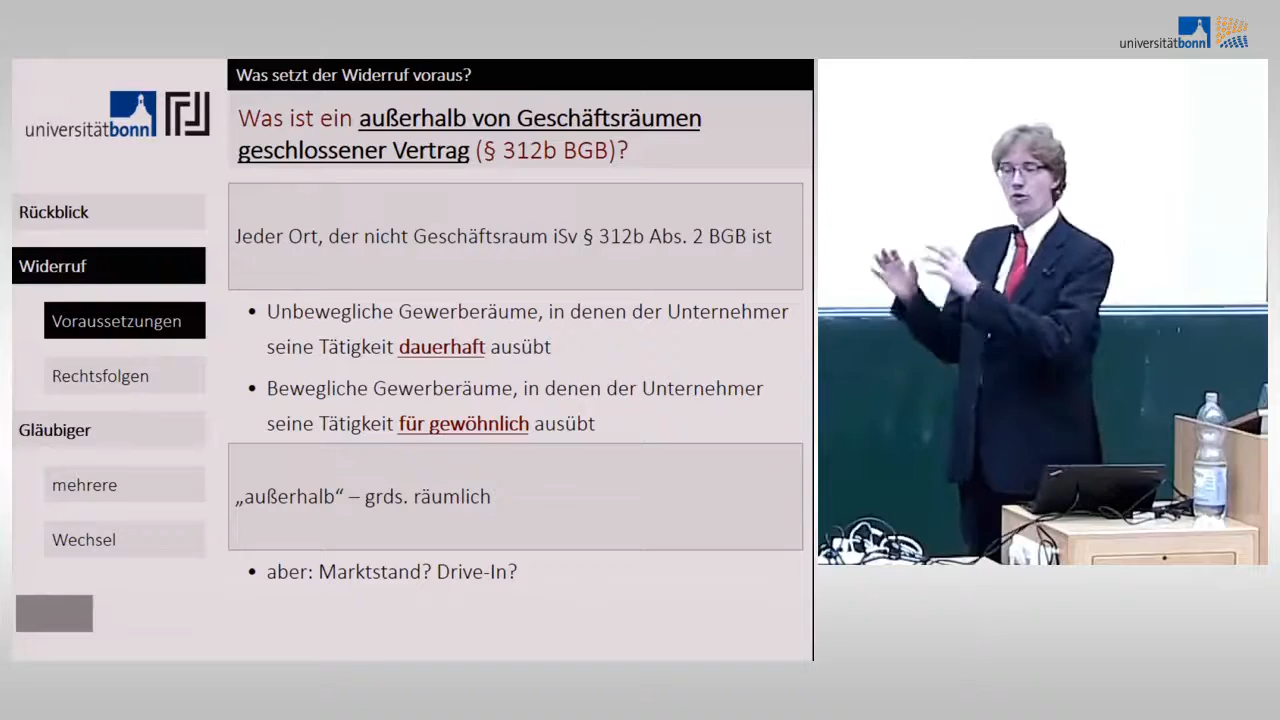 universitätbonn
Was setzt der Widerruf voraus?
universitätbonn
Was ist ein außerhalb von Geschäftsräumen
geschlossener Vertrag (§ 312b BGB)?
Rückblick
Widerruf
Voraussetzungen
Rechtsfolgen
Gläubiger
mehrere
Wechsel
Jeder Ort, der nicht Geschäftsraum iSv § 312b Abs. 2 BGB ist
• Unbewegliche Gewerberäume, in denen der Unternehmer
seine Tätigkeit dauerhaft ausübt
• Bewegliche Gewerberäume, in denen der Unternehmer
seine Tätigkeit für gewöhnlich ausübt
„außerhalb“ – grds. räumlich
• aber: Marktstand? Drive-In?